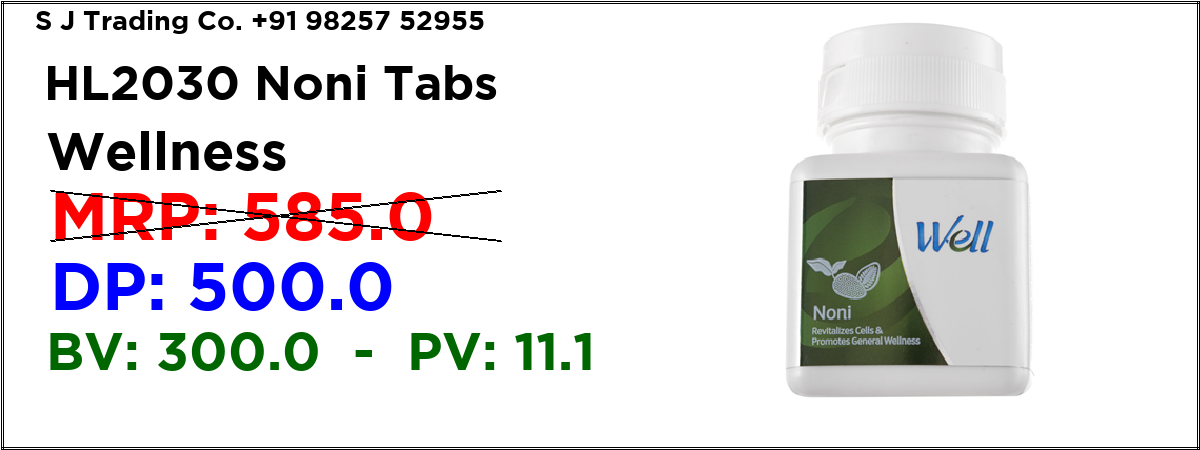 S J Trading Co. +91 98257 52955
HL2030 Noni Tabs
Wellness
MRP: 585.0
DP: 500.0
BV: 300.0 - PV: 11.1
Well
Noni
Revitalizes Cells &
Promotes General Wellness